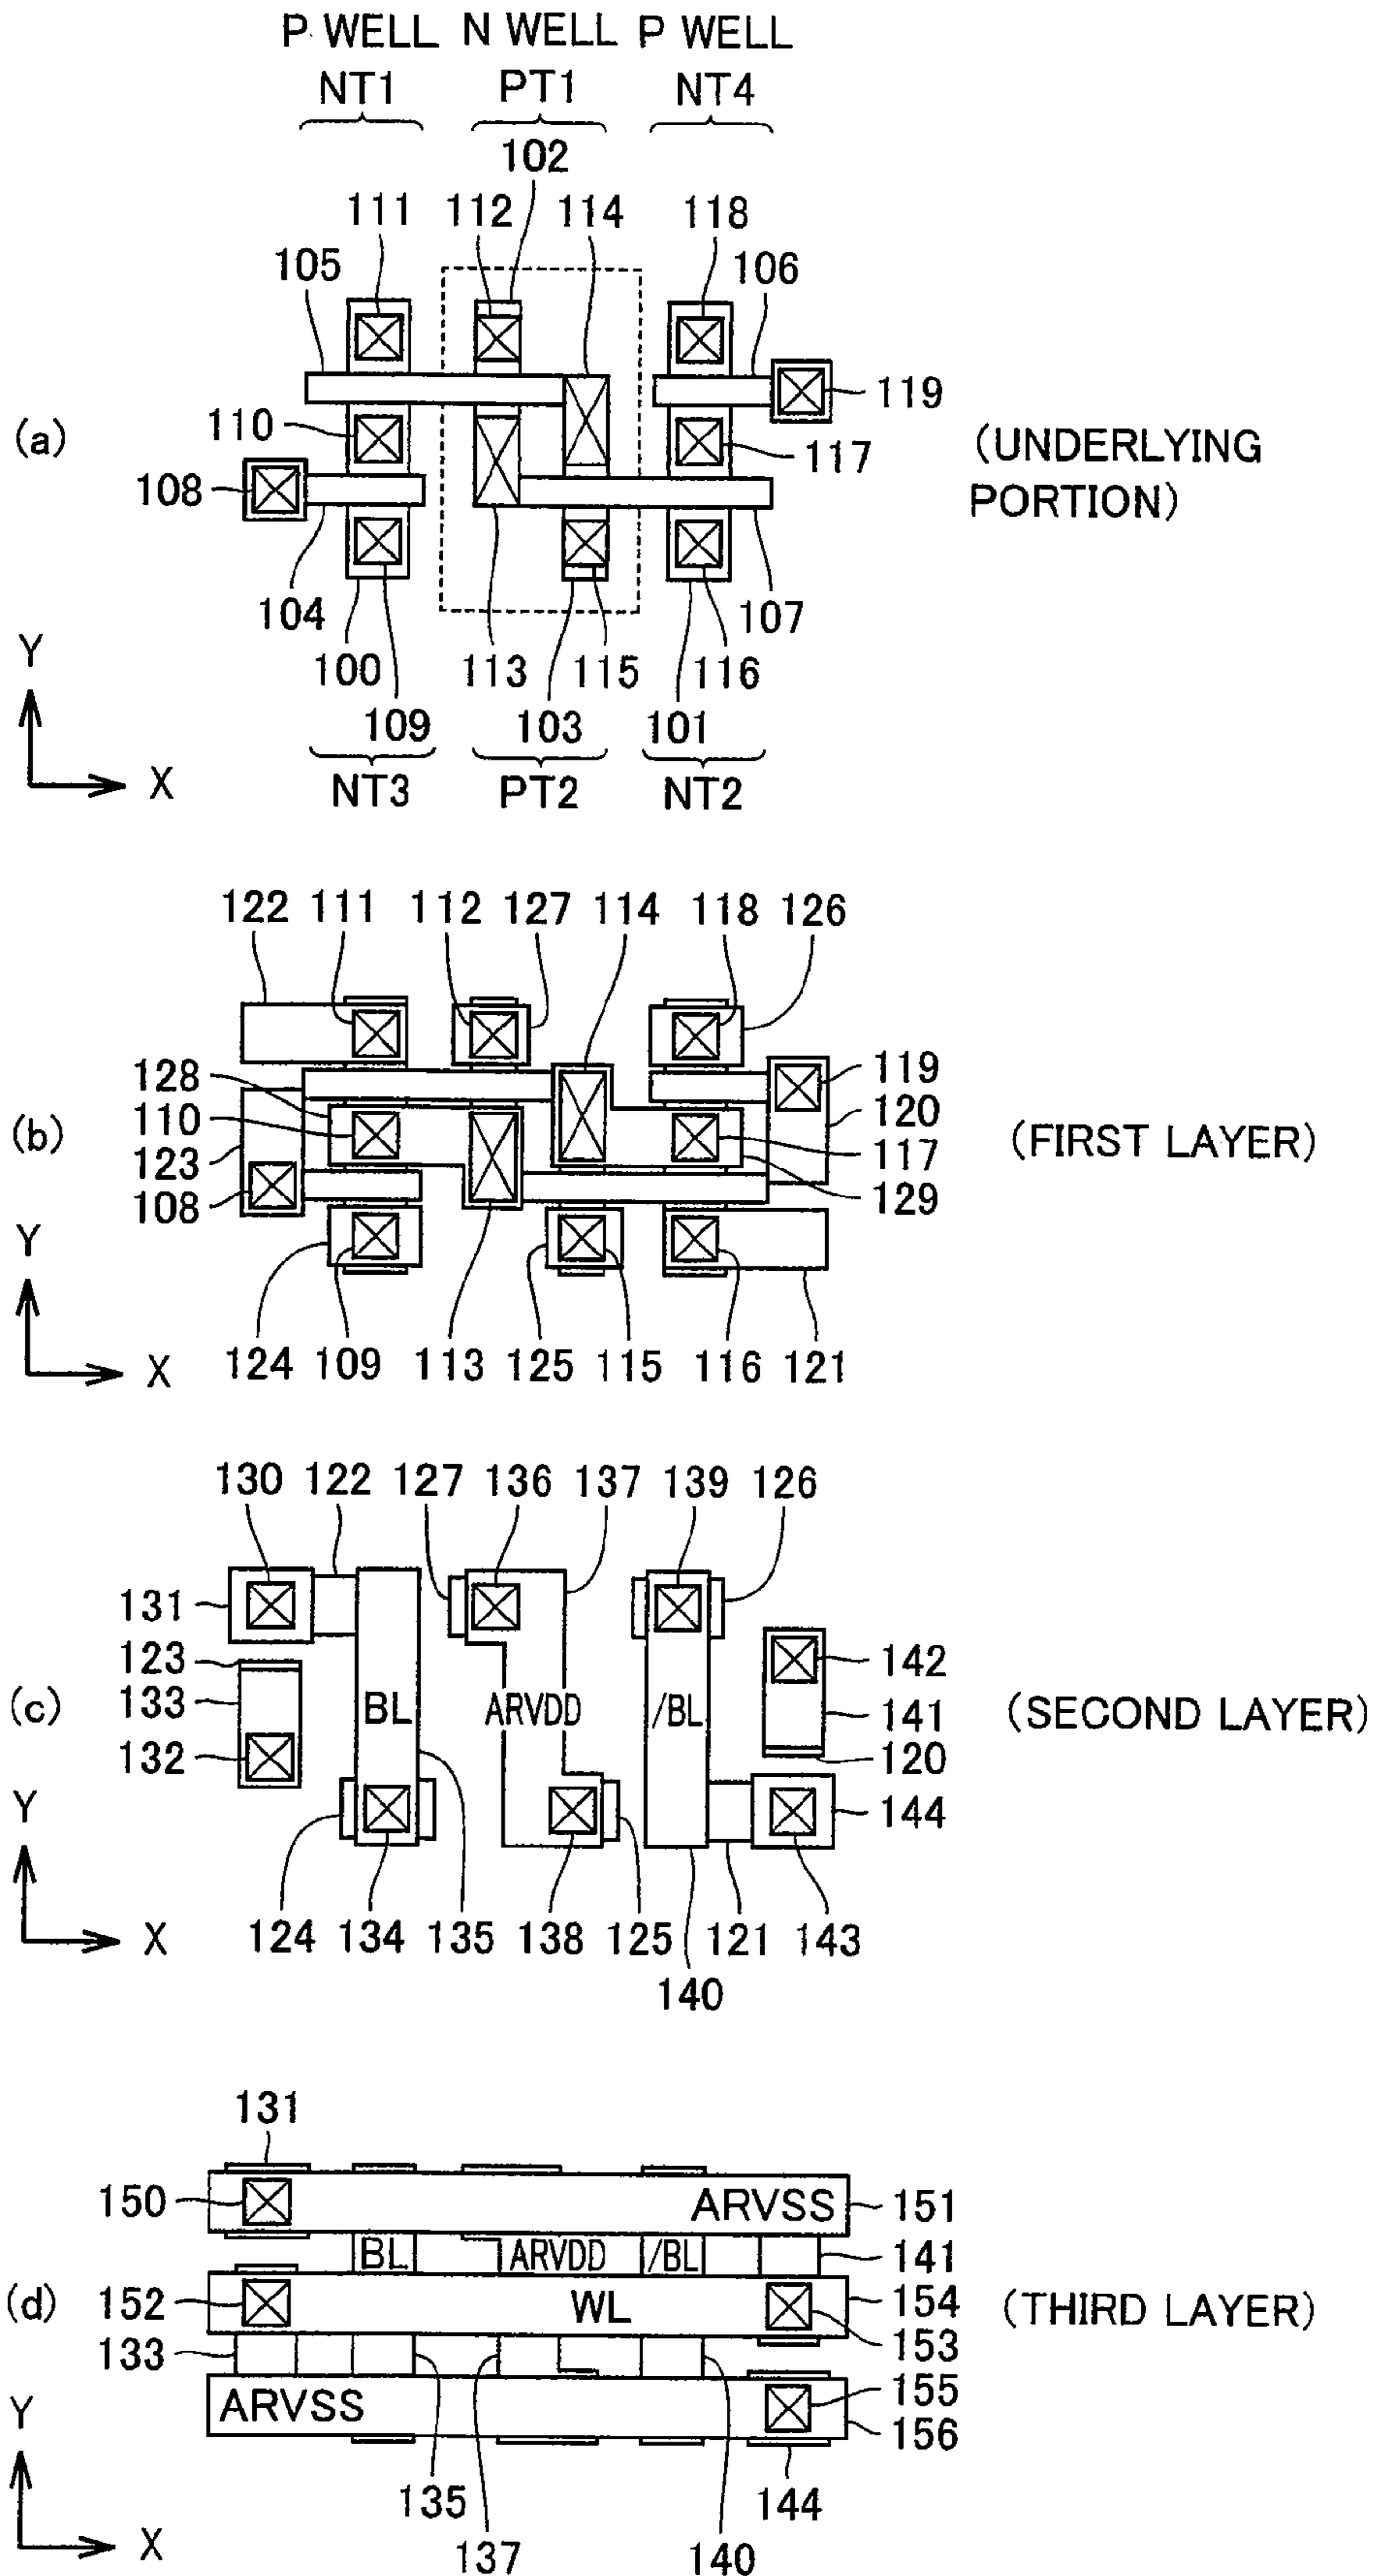 P WELL N WELL P WELL
NT1 PT1 NT4
102
111 112 114 118
105 106
119
(a) 110 117 (UNDERLYING
108 PORTION)
104 107
Y 100 113 115 116
109 103 101
X NT3 PT2 NT2
122 111 112 127 114 118 126
128 119
110 120
(b) (FIRST LAYER)
123 117
108 129
Y
X 124 109 113 125 115 116 121
130 122 127 136 137 139 126
131
123 142
(c) 133 BL ARVDD /BL 141 (SECOND LAYER)
132 120
Y 144
X 124 134 135 138 125 121 143
140
131
150 ARVSS 151
BL ARVDD /BL 141
(d) 152 WL 154 (THIRD LAYER)
133 153
Y ARVSS 155
156
135 144
X 137 140